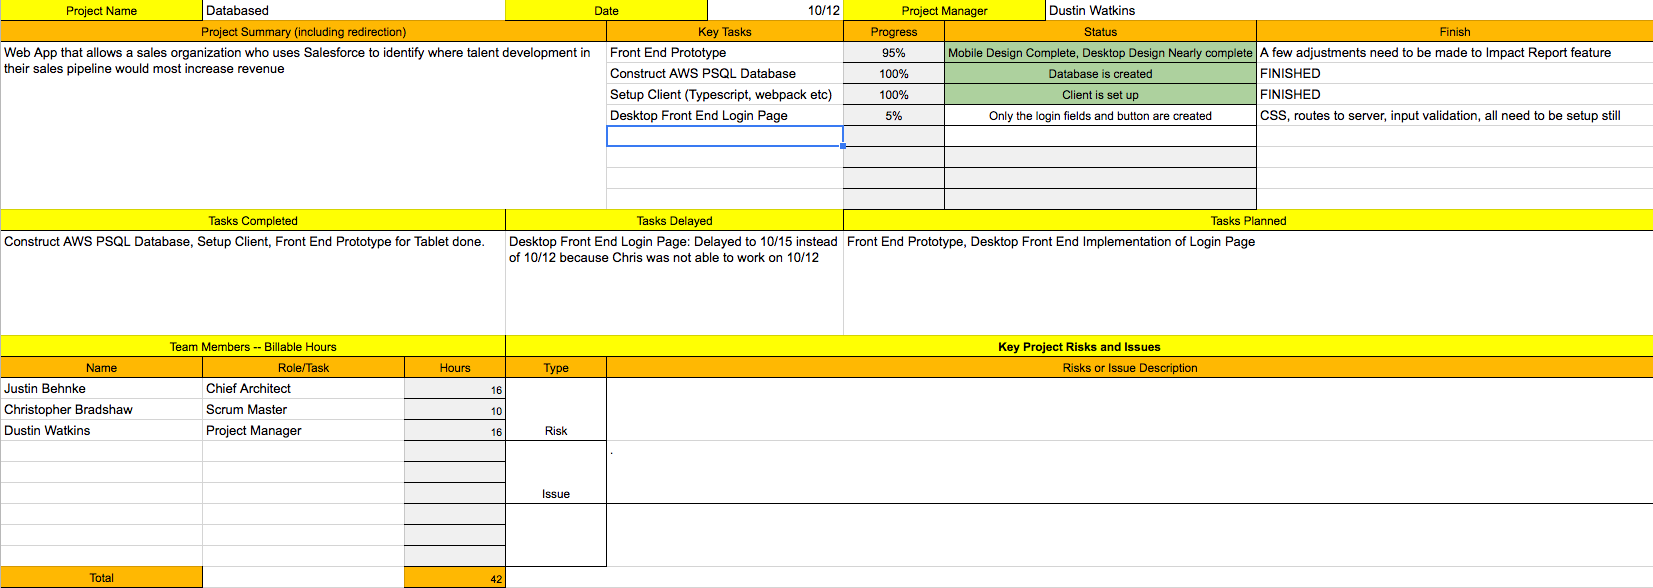 Project Name Databased Date 10/12 Project Manager Dustin Watkins
Project Summary (including redirection) Key Tasks Progress Status Finish
Web App that allows a sales organization who uses Salesforce to identify where talent development in
their sales pipeline would most increase revenue
Front End Prototype 95% Mobile Design Complete, Desktop Design Nearly complete A few adjustments need to be made to Impact Report feature
Construct AWS PSQL Database 100% Database is created FINISHED
Setup Client (Typescript, webpack etc) 100% Client is set up FINISHED
Desktop Front End Login Page 5% Only the login fields and button are created CSS, routes to server, input validation, all need to be setup still
Tasks Completed Tasks Delayed Tasks Planned
Construct AWS PSQL Database, Setup Client, Front End Prototype for Tablet done.
Desktop Front End Login Page: Delayed to 10/15 instead
of 10/12 because Chris was not able to work on 10/12
Front End Prototype, Desktop Front End Implementation of Login Page
Team Members -- Billable Hours Key Project Risks and Issues
Name Role/Task Hours Type Risks or Issue Description
Justin Behnke Chief Architect 16
Christopher Bradshaw Scrum Master 10
Dustin Watkins Project Manager 16 Risk
.
Issue
Total 42